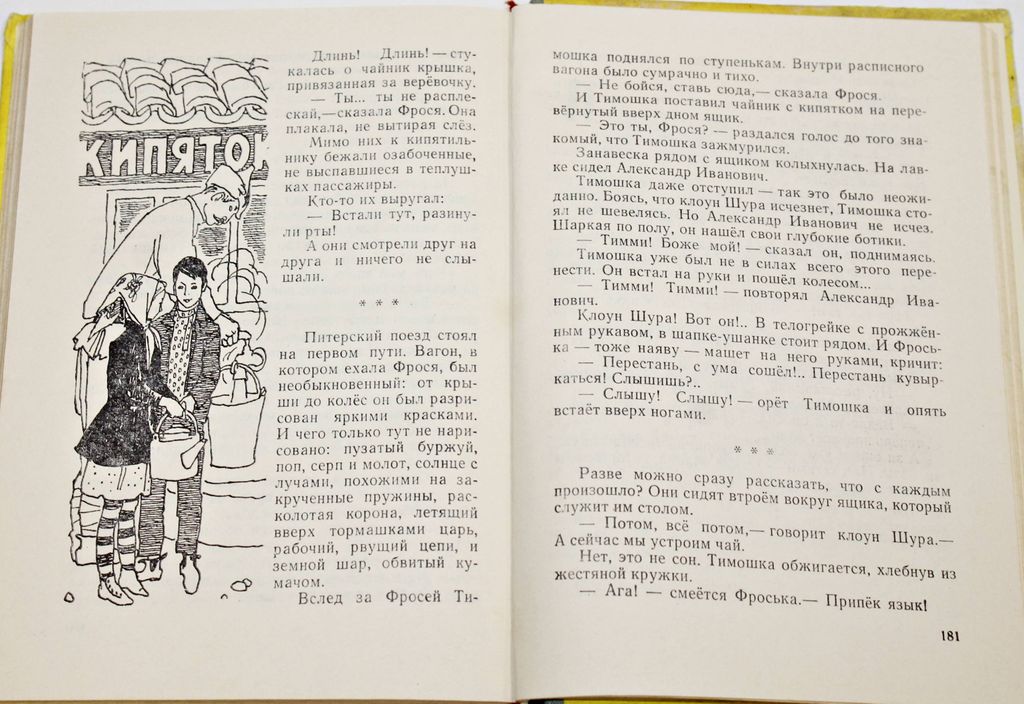 КИПЯТОК
Длинь! Длинь! — сту-
калась о чайник крышка,
привязанная за верёвочку.
— Ты... ты не распле-
скай,—сказала Фрося. Она
плакала, не вытирая слёз.
Мимо них к кипятиль-
нику бежали озабоченные,
не выспавшиеся в теплуш-
ках пассажиры.
Кто-то их выругал:
— Встали тут, разину-
ли рты!
А они смотрели друг на
друга и ничего не слы-
шали.
* * *
Питерский поезд стоял
на первом пути. Вагон, в
котором ехала Фрося, был
необыкновенный: от кры-
ши до колёс он был разри-
сован яркими красками.
И чего только тут не нари-
совано: пузатый буржуй,
поп, серп и молот, солнце с
лучами, похожими на за-
крученные пружины, рас-
колотая корона, летящий
вверх тормашками царь,
рабочий, рвущий цепи, и
земной шар, обвитый ку-
мачом.
Вслед за Фросей Ти-
мошка поднялся по ступенькам. Внутри расписного
вагона было сумрачно и тихо.
— Не бойся, ставь сюда,— сказала Фрося.
И Тимошка поставил чайник с кипятком на пере-
вёрнутый вверх дном ящик.
— Это ты, Фрося? — раздался голос до того зна-
комый, что Тимошка зажмурился.
Занавеска рядом с ящиком колыхнулась. На лав-
ке сидел Александр Иванович.
Тимошка даже отступил — так это было неожи-
данно. Боясь, что клоун Шура исчезнет, Тимошка сто-
ял не шевелясь. Но Александр Иванович не исчез.
Шаркая по полу, он нашёл свои глубокие ботики.
— Тимми! Боже мой! — сказал он, поднимаясь.
Тимошка уже был не в силах всего этого пере-
нести. Он встал на руки и пошёл колесом...
— Тимми! Тимми! — повторял Александр Ива-
нович.
Клоун Шура! Вот он!.. В телогрейке с прожжён-
ным рукавом, в шапке-ушанке стоит рядом. И Фрось-
ка — тоже наяву — машет на него руками, кричит:
— Перестань, с ума сошёл!.. Перестань кувыр-
каться! Слышишь?..
— Слышу! Слышу! — орёт Тимошка и опять
встаёт вверх ногами.
* * *
Разве можно сразу рассказать, что с каждым
произошло? Они сидят втроём вокруг ящика, который
служит им столом.
— Потом, всё потом,— говорит клоун Шура.—
А сейчас мы устроим чай.
Нет, это не сон. Тимошка обжигается, хлебнув из
жестяной кружки.
— Ага! — смеётся Фроська.— Припёк язык!
181